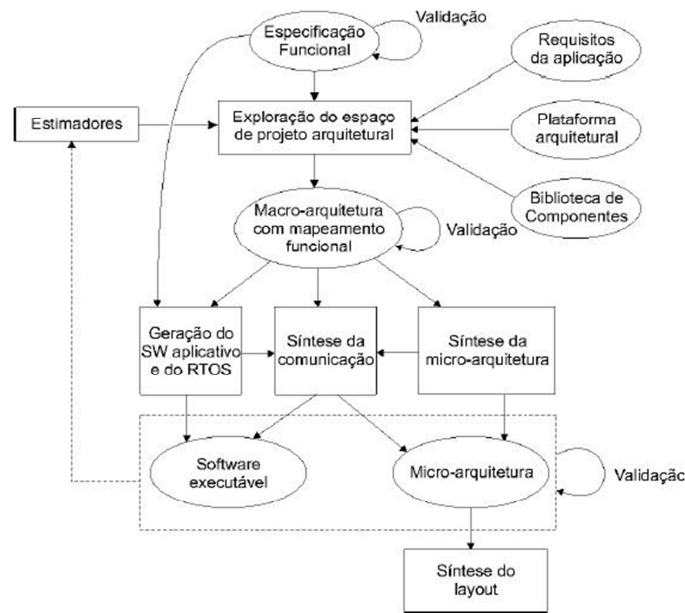 Especificação
Funcional
Validação
Requisitos
da aplicação
Estimadores
Exploração do espaço
de projeto arquitetural
Plataforma
arquitetural
Biblioteca de
Componentes
Macro-arquitetura
com mapeamento
funcional
Validação
Geração do
SW aplicativo
e do RTOS
Síntese da
comunicação
Síntese da
micro-arquitetura
Software
executável
Micro-arquitetura
Validação
Síntese do
layout